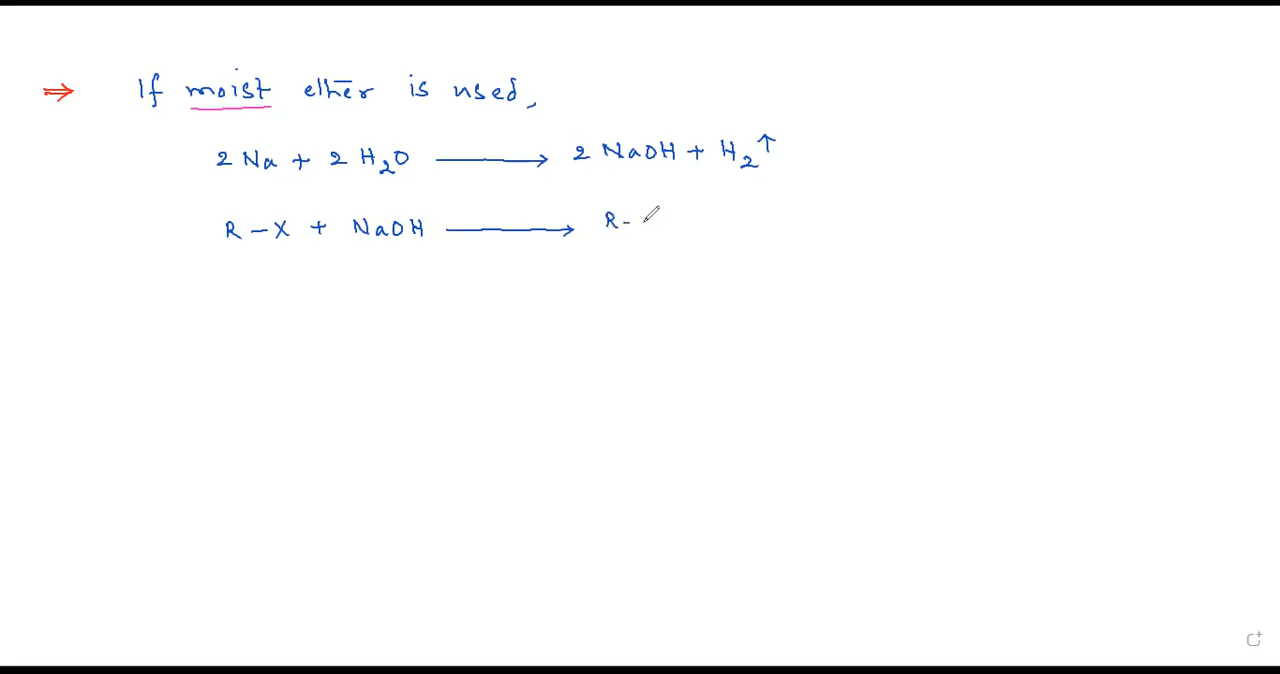 ⇒ If moist ether is used,
2 Na + 2 H₂O ⟶ 2 NaOH + H₂↑
R – X + NaOH ⟶ R –